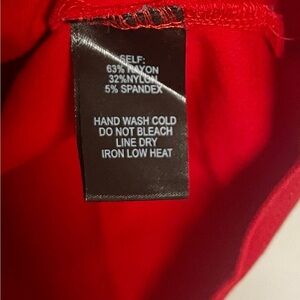 SELF:
63% RAYON
32%NYLON
5% SPANDEX
HAND WASH COLD
DO NOT BLEACH
LINE DRY
IRON LOW HEAT